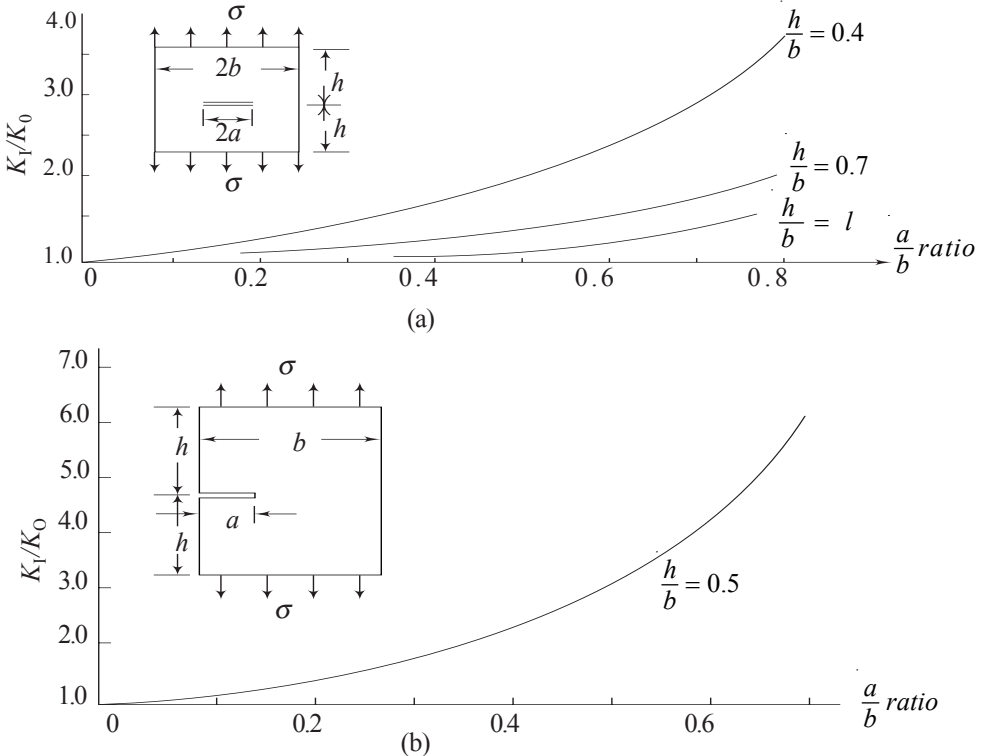 4.0
3.0
2.0
1.0
K_I/K_0
σ
2b
h
h
2a
σ
h/b = 0.4
h/b = 0.7
h/b = l
a/b ratio
0 0.2 0.4 0.6 0.8
(a)
7.0
6.0
5.0
4.0
3.0
2.0
1.0
K_I/K_O
σ
b
h
a
h
σ
h/b = 0.5
a/b ratio
0 0.2 0.4 0.6
(b)